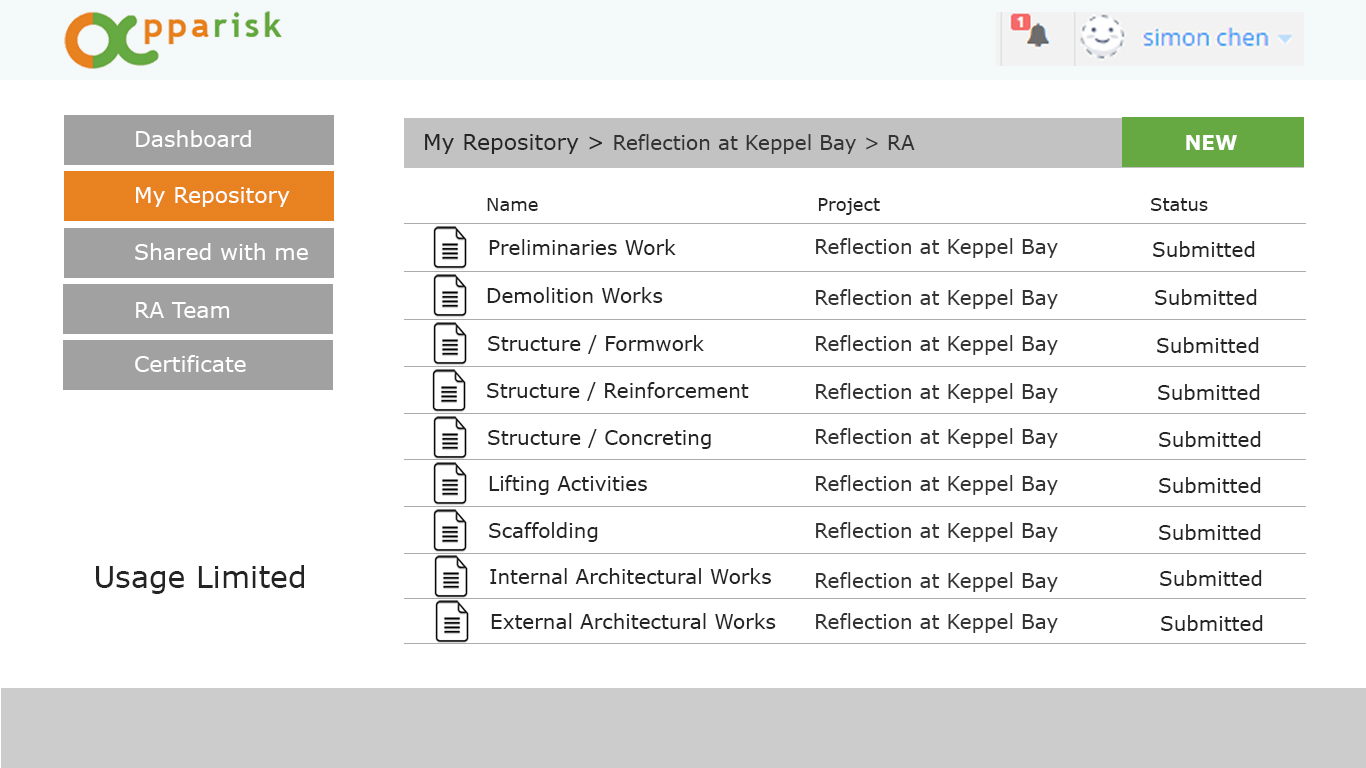 pparisk
1
simon chen
Dashboard
My Repository
Shared with me
RA Team
Certificate
Usage Limited
My Repository > Reflection at Keppel Bay > RA
NEW
Name Project Status
Preliminaries Work Reflection at Keppel Bay Submitted
Demolition Works Reflection at Keppel Bay Submitted
Structure / Formwork Reflection at Keppel Bay Submitted
Structure / Reinforcement Reflection at Keppel Bay Submitted
Structure / Concreting Reflection at Keppel Bay Submitted
Lifting Activities Reflection at Keppel Bay Submitted
Scaffolding Reflection at Keppel Bay Submitted
Internal Architectural Works Reflection at Keppel Bay Submitted
External Architectural Works Reflection at Keppel Bay Submitted